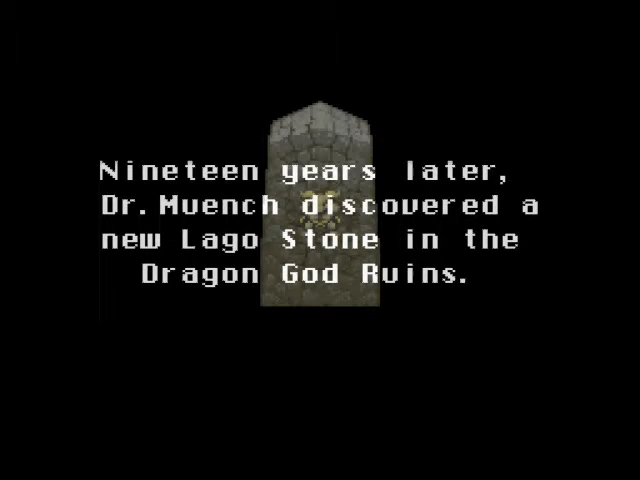 Nineteen years later,
Dr. Muench discovered a
new Lago Stone in the
Dragon God Ruins.